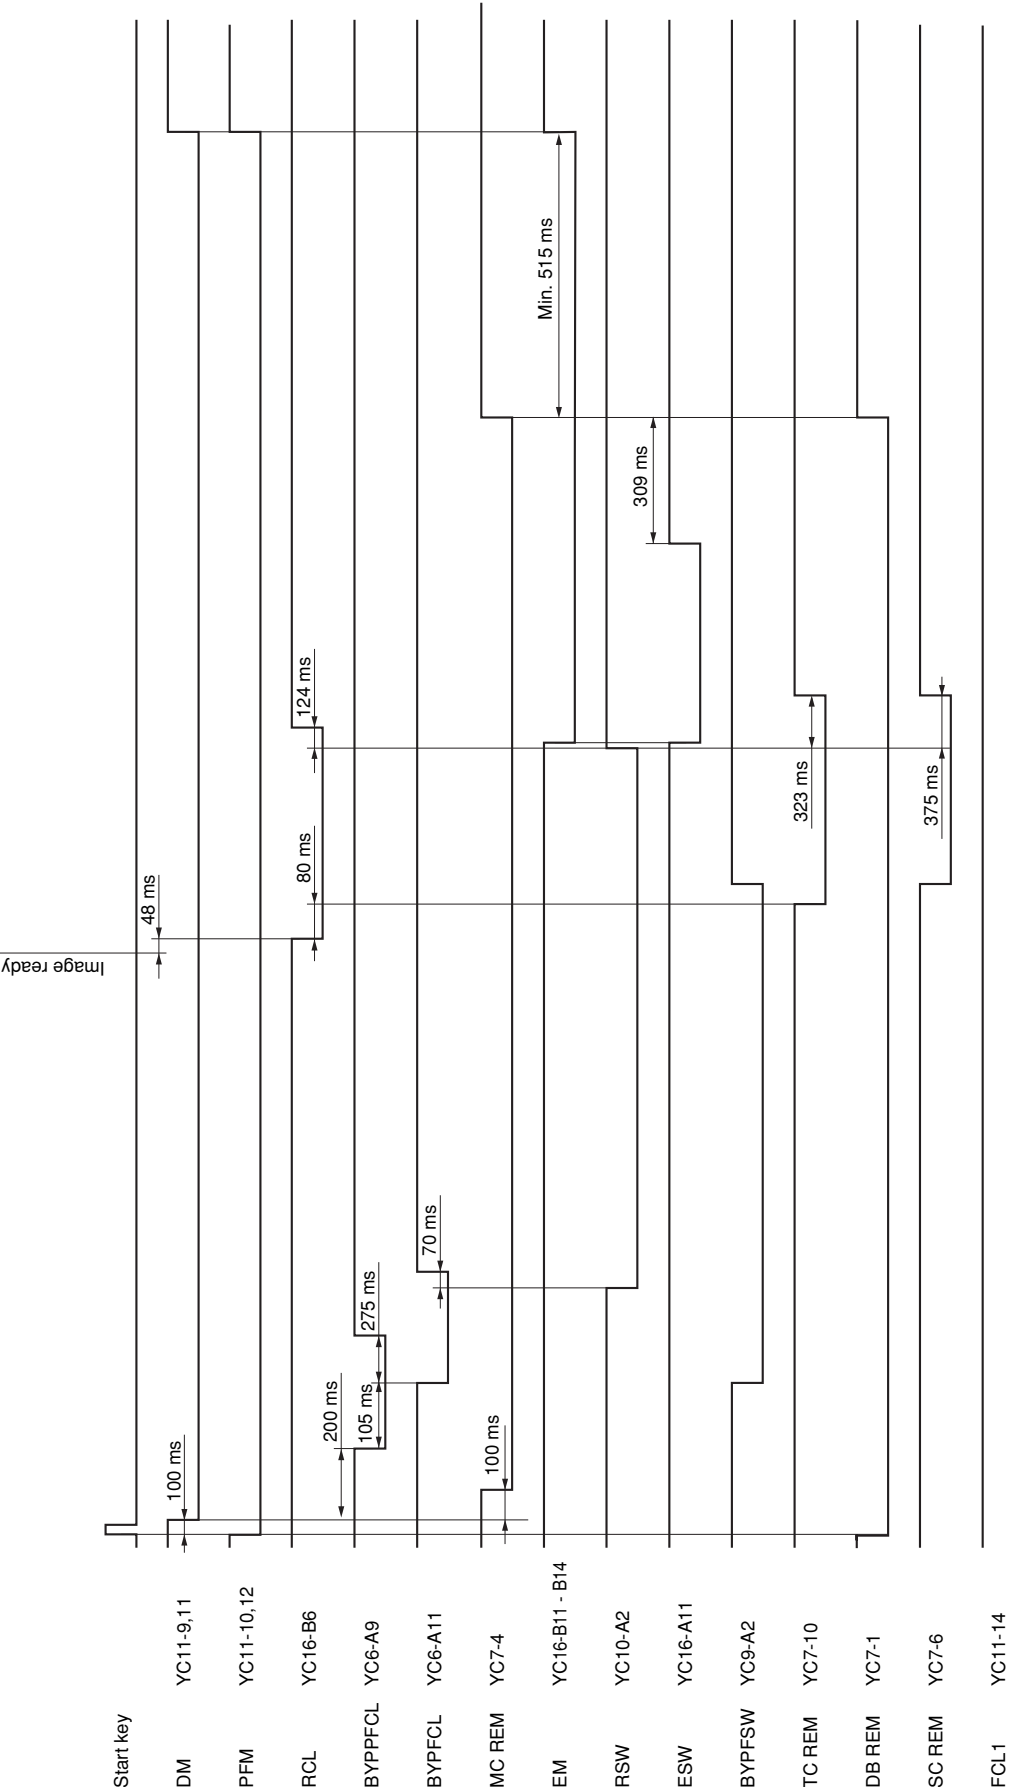 Start key
DM YC11-9,11
PFM YC11-10,12
RCL YC16-B6
BYPPFCL YC6-A9
BYPFCL YC6-A11
MC REM YC7-4
EM YC16-B11 - B14
RSW YC10-A2
ESW YC16-A11
BYPFSW YC9-A2
TC REM YC7-10
DB REM YC7-1
SC REM YC7-6
FCL1 YC11-14
100 ms
200 ms
105 ms
275 ms
100 ms
70 ms
Image ready
48 ms
80 ms
124 ms
323 ms
375 ms
309 ms
Min. 515 ms